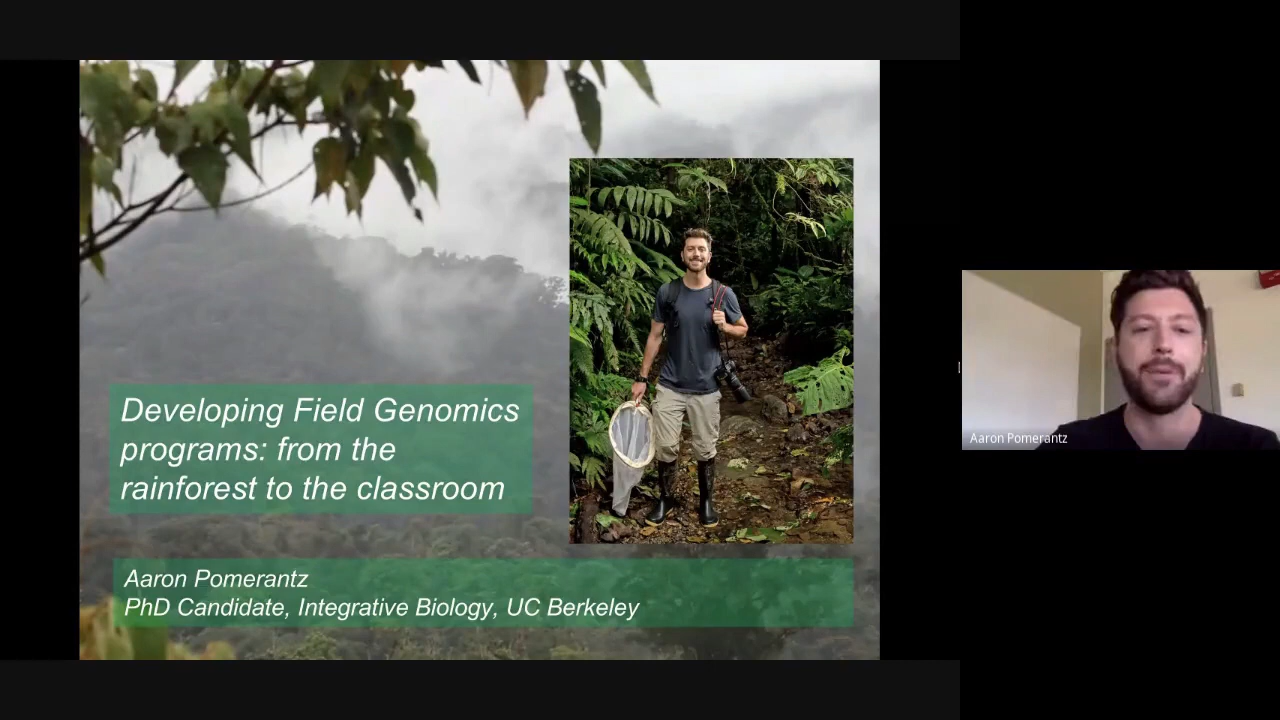 Developing Field Genomics
programs: from the
rainforest to the classroom
Aaron Pomerantz
PhD Candidate, Integrative Biology, UC Berkeley
Aaron Pomerantz